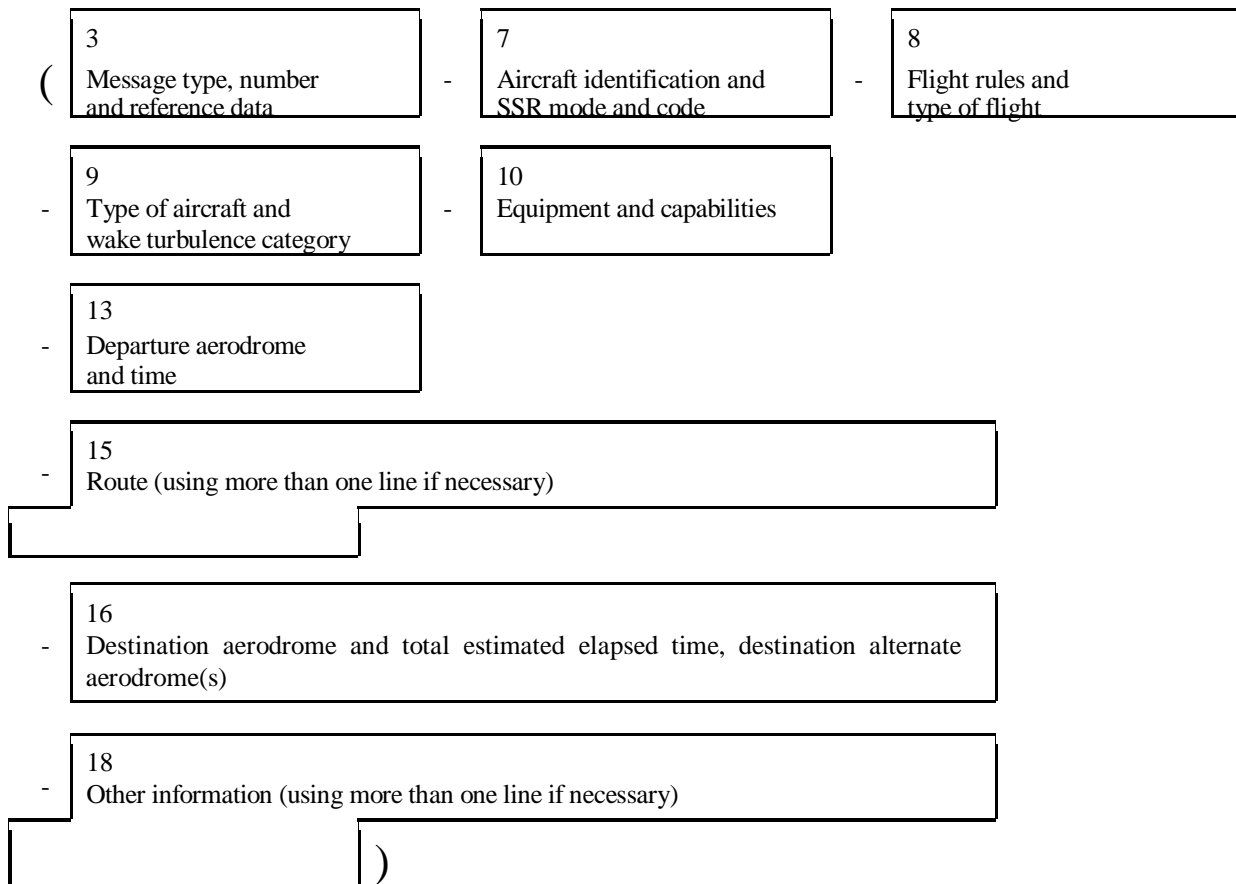 3 7 8
( Message type, number - Aircraft identification and - Flight rules and
and reference data SSR mode and code type of flight
9 10
- Type of aircraft and - Equipment and capabilities
wake turbulence category
13
- Departure aerodrome
and time
15
- Route (using more than one line if necessary)
16
- Destination aerodrome and total estimated elapsed time, destination alternate
aerodrome(s)
18
- Other information (using more than one line if necessary)
)